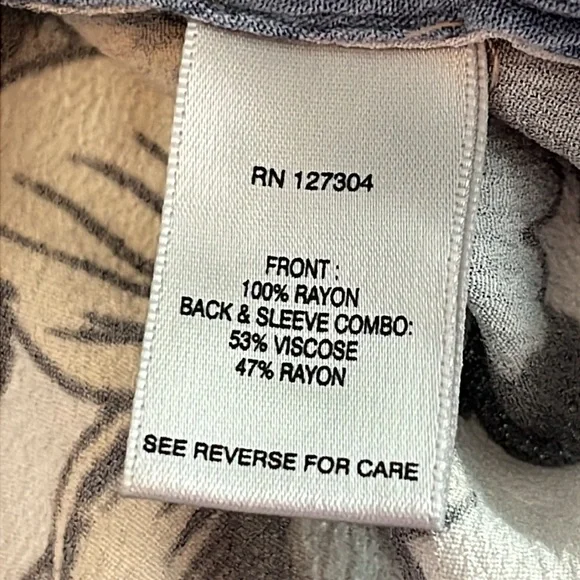 RN 127304
FRONT :
100% RAYON
BACK & SLEEVE COMBO:
53% VISCOSE
47% RAYON
SEE REVERSE FOR CARE